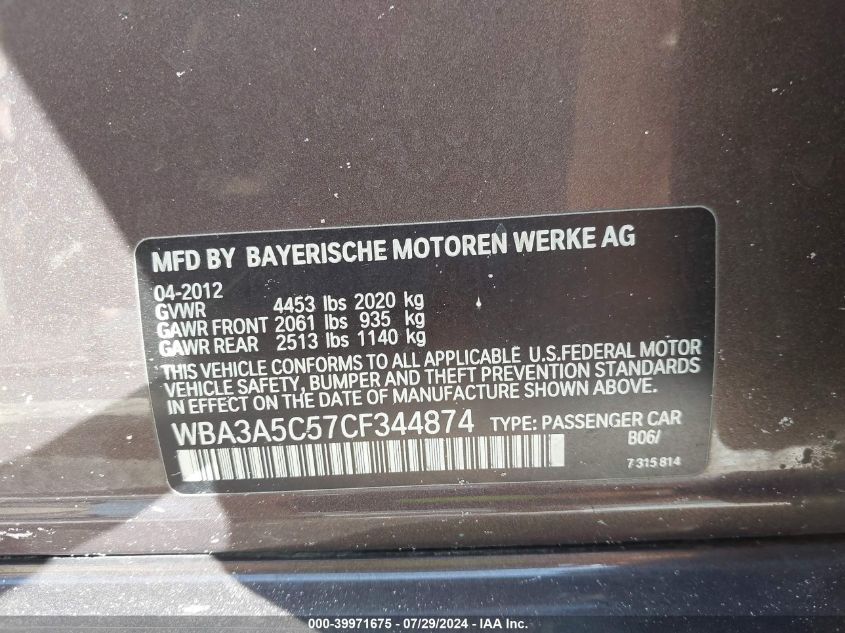 MFD BY BAYERISCHE MOTOREN WERKE AG
04-2012
GVWR 4453 lbs 2020 kg
GAWR FRONT 2061 lbs 935 kg
GAWR REAR 2513 lbs 1140 kg
THIS VEHICLE CONFORMS TO ALL APPLICABLE U.S.FEDERAL MOTOR
VEHICLE SAFETY, BUMPER AND THEFT PREVENTION STANDARDS
IN EFFECT ON THE DATE OF MANUFACTURE SHOWN ABOVE.
WBA3A5C57CF344874 TYPE: PASSENGER CAR
B06/
7 315 814
000-39971675 | 07/29/2024 - IAA Inc.